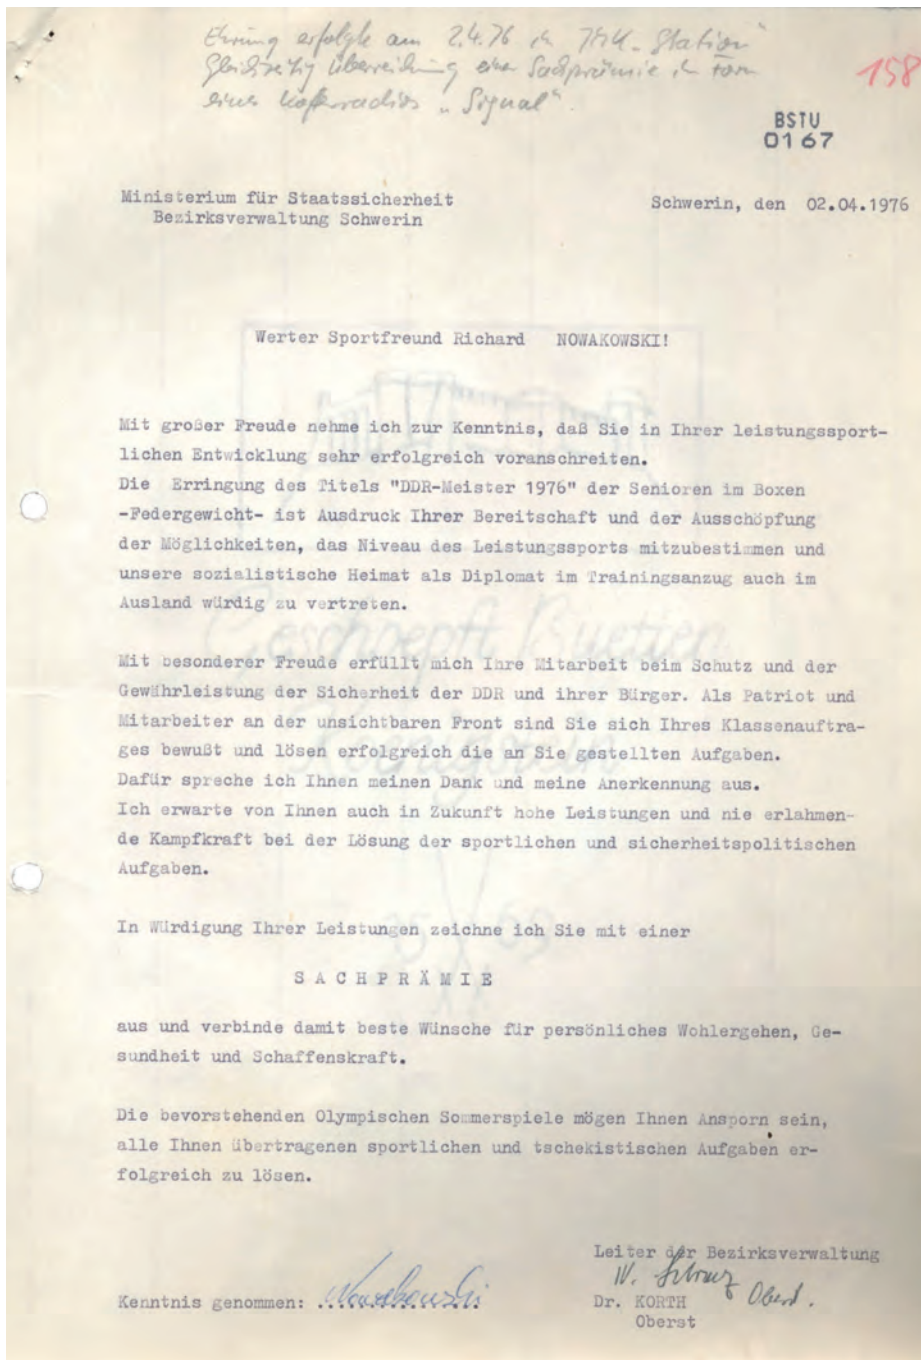 Ehrung erfolgte am 2.4.76 in "Station"
Gleichzeitig Überreichung einer Sachprämie in Form
eines Kofferradios "Signal".
158
BSTU
0167
Ministerium für Staatssicherheit
Bezirksverwaltung Schwerin
Schwerin, den 02.04.1976
Werter Sportfreund Richard NOWAKOWSKI!
Mit großer Freude nehme ich zur Kenntnis, daß Sie in Ihrer leistungssport-
lichen Entwicklung sehr erfolgreich voranschreiten.
Die Erringung des Titels "DDR-Meister 1976" der Senioren im Boxen
-Federgewicht- ist Ausdruck Ihrer Bereitschaft und der Ausschöpfung
der Möglichkeiten, das Niveau des Leistungssports mitzubestimmen und
unsere sozialistische Heimat als Diplomat im Trainingsanzug auch im
Ausland würdig zu vertreten.
Mit besonderer Freude erfüllt mich Ihre Mitarbeit beim Schutz und der
Gewährleistung der Sicherheit der DDR und ihrer Bürger. Als Patriot und
Mitarbeiter an der unsichtbaren Front sind Sie sich Ihres Klassenauftra-
ges bewußt und lösen erfolgreich die an Sie gestellten Aufgaben.
Dafür spreche ich Ihnen meinen Dank und meine Anerkennung aus.
Ich erwarte von Ihnen auch in Zukunft hohe Leistungen und nie erlahmen-
de Kampfkraft bei der Lösung der sportlichen und sicherheitspolitischen
Aufgaben.
In Würdigung Ihrer Leistungen zeichne ich Sie mit einer
S A C H P R Ä M I E
aus und verbinde damit beste Wünsche für persönliches Wohlergehen, Ge-
sundheit und Schaffenskraft.
Die bevorstehenden Olympischen Sommerspiele mögen Ihnen Ansporn sein,
alle Ihnen übertragenen sportlichen und tschekistischen Aufgaben er-
folgreich zu lösen.
Leiter der Bezirksverwaltung
Kenntnis genommen: Nowakowski
Dr. KORTH
Oberst